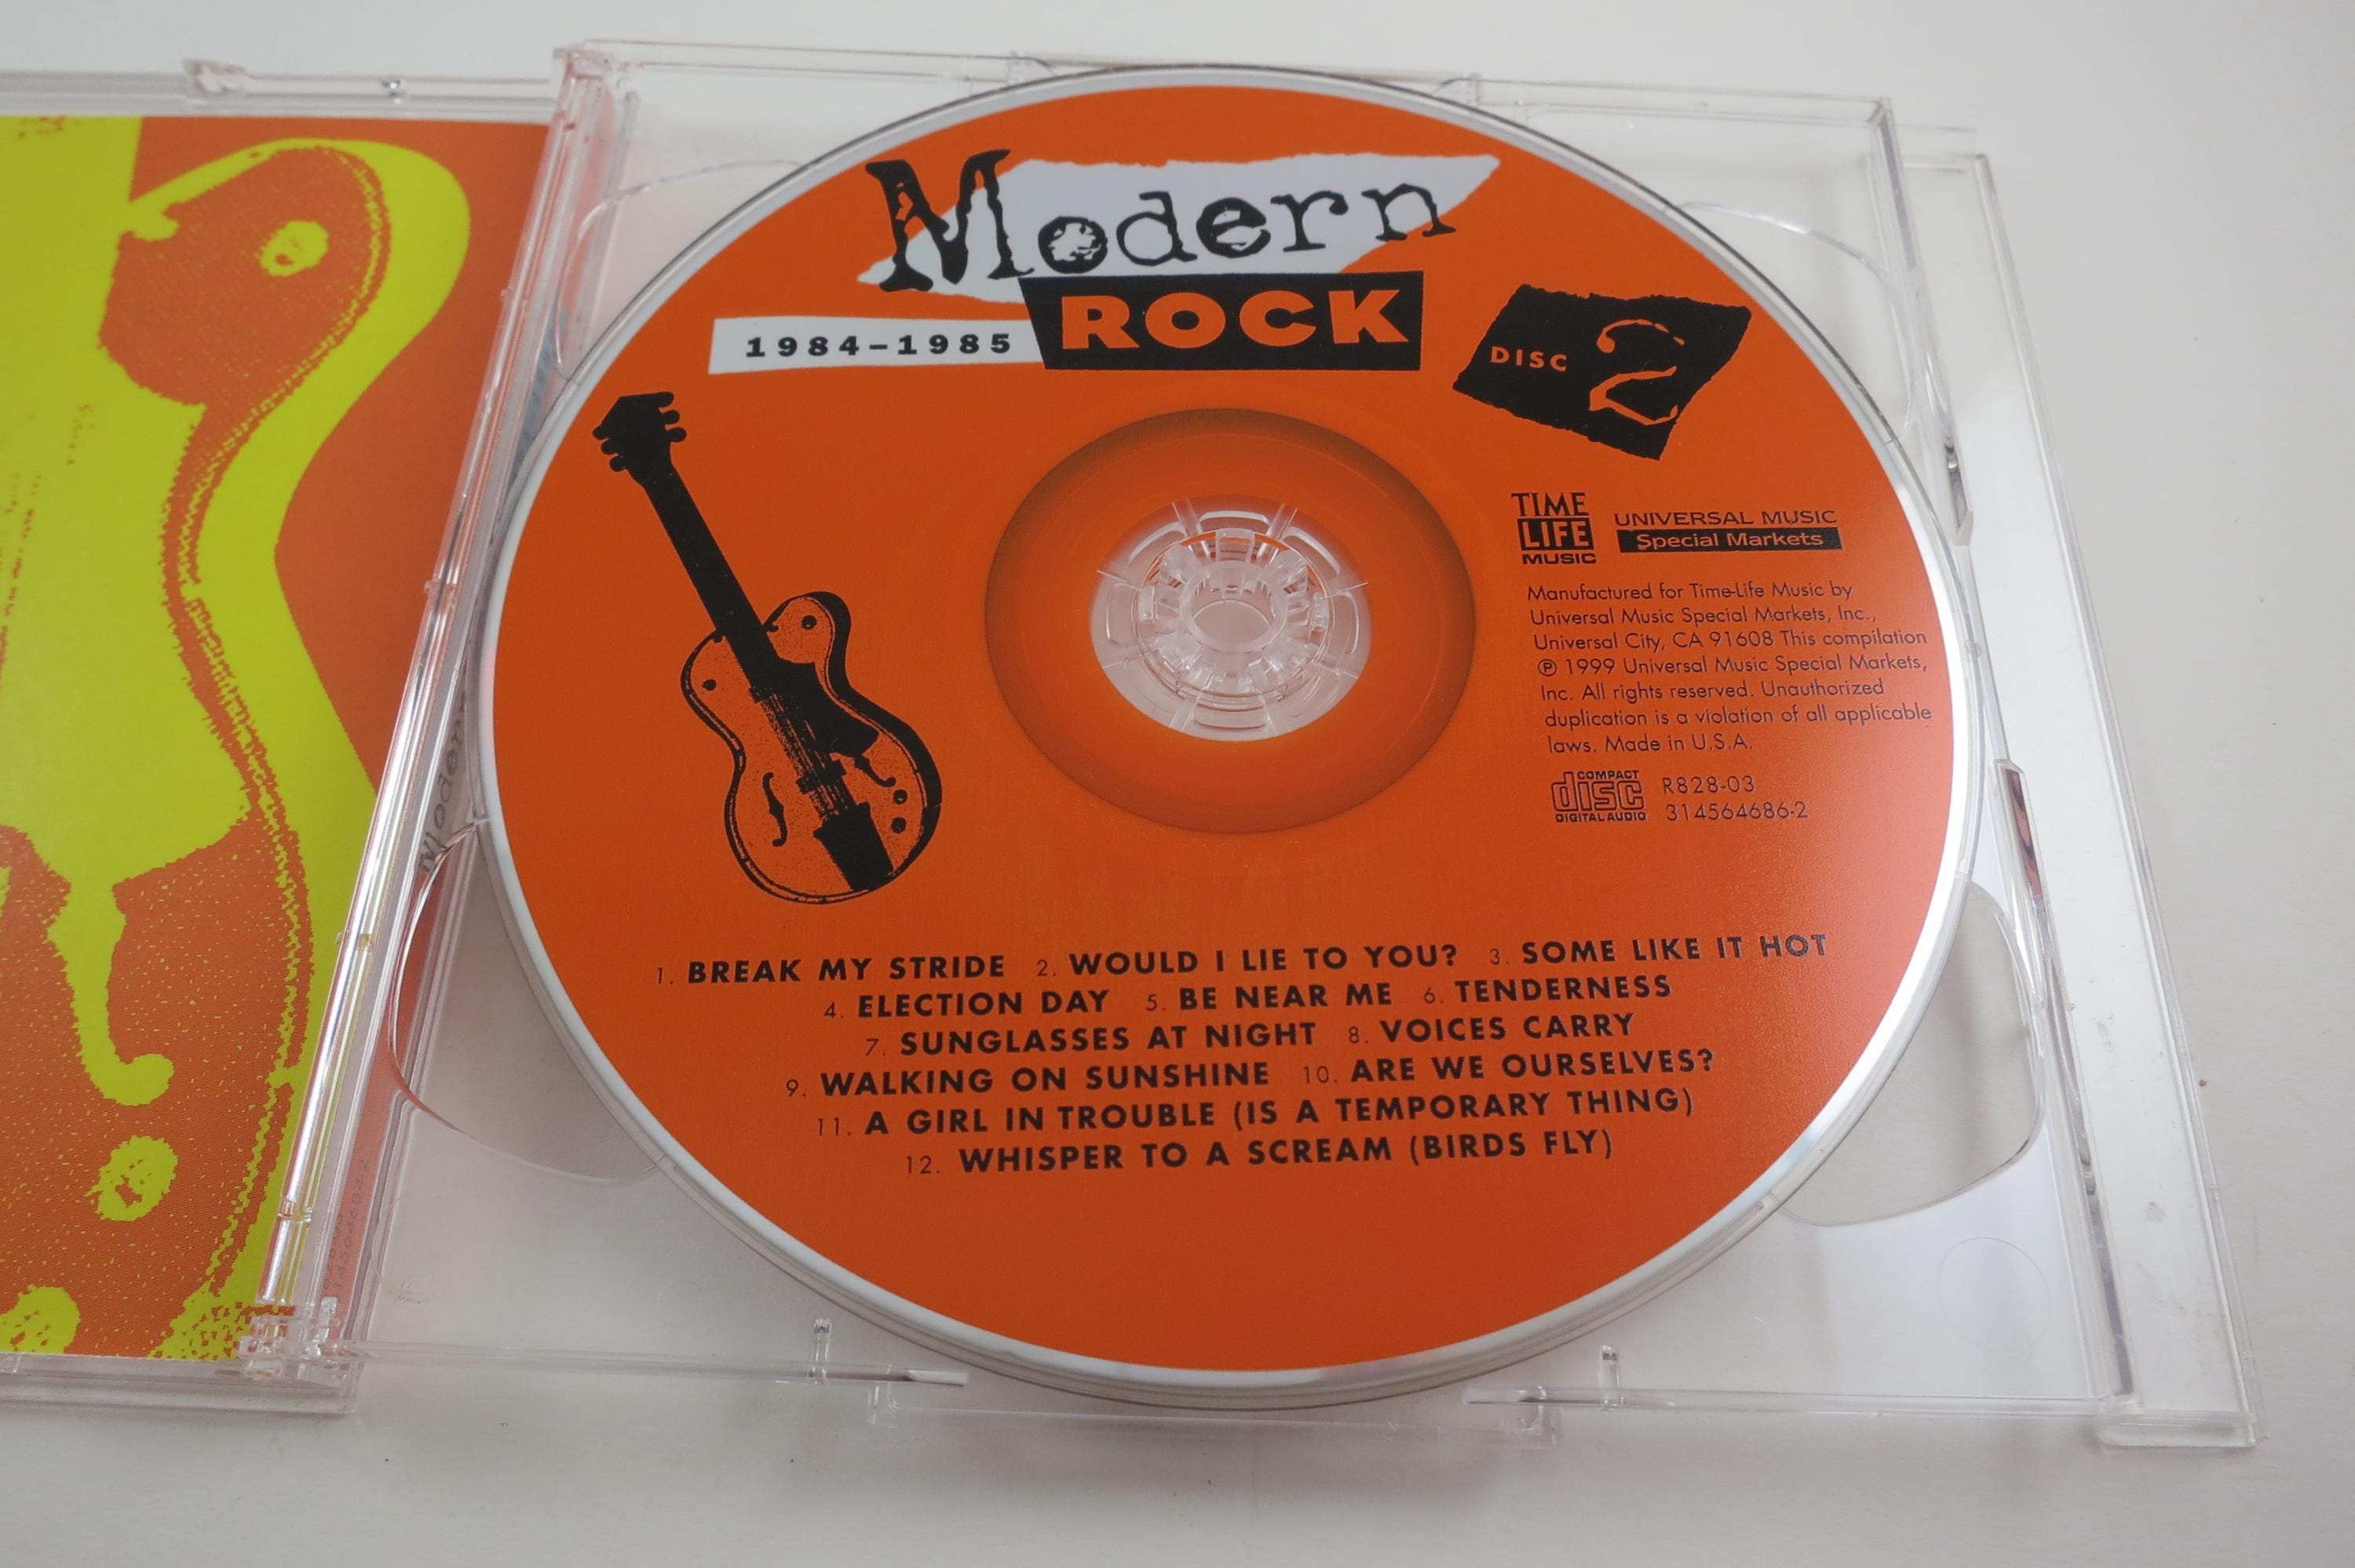 Modern
ROCK
1984-1985
DISC 2
TIME
LIFE
MUSIC
UNIVERSAL MUSIC
Special Markets
Manufactured for Time-Life Music by
Universal Music Special Markets, Inc.,
Universal City, CA 91608 This compilation
℗ 1999 Universal Music Special Markets,
Inc. All rights reserved. Unauthorized
duplication is a violation of all applicable
laws. Made in U.S.A.
COMPACT
disc
DIGITAL AUDIO
R828-03
314564686-2
1. BREAK MY STRIDE 2. WOULD I LIE TO YOU? 3. SOME LIKE IT HOT
4. ELECTION DAY 5. BE NEAR ME 6. TENDERNESS
7. SUNGLASSES AT NIGHT 8. VOICES CARRY
9. WALKING ON SUNSHINE 10. ARE WE OURSELVES?
11. A GIRL IN TROUBLE (IS A TEMPORARY THING)
12. WHISPER TO A SCREAM (BIRDS FLY)
Modern